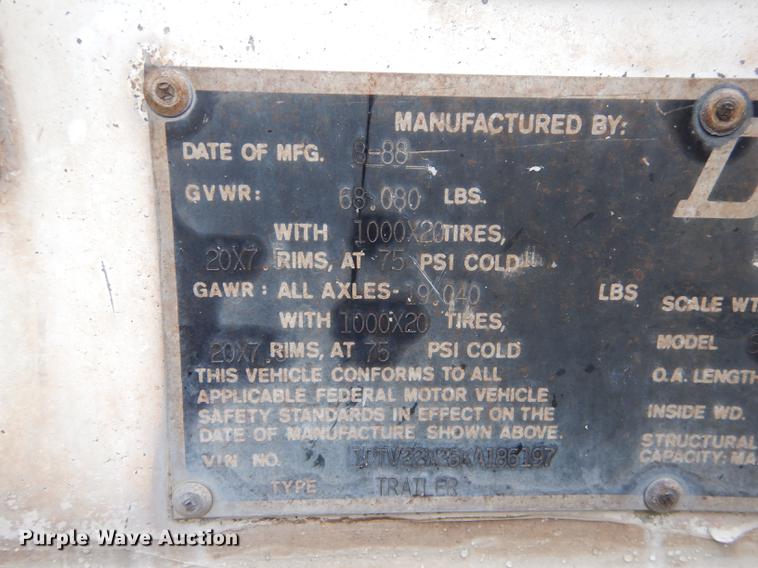 MANUFACTURED BY:
DATE OF MFG. 8-88
GVWR: 68.080 LBS.
WITH 1000X20 TIRES,
20X7. RIMS, AT 75 PSI COLD
GAWR: ALL AXLES- 19.040 LBS
WITH 1000X20 TIRES,
20X7. RIMS, AT 75 PSI COLD
THIS VEHICLE CONFORMS TO ALL
APPLICABLE FEDERAL MOTOR VEHICLE
SAFETY STANDARDS IN EFFECT ON THE
DATE OF MANUFACTURE SHOWN ABOVE.
VIN NO.
TYPE TRAILER
D
SCALE WT
MODEL
O.A. LENGTH
INSIDE WD.
STRUCTURAL
CAPACITY: MA
Purple Wave Auction